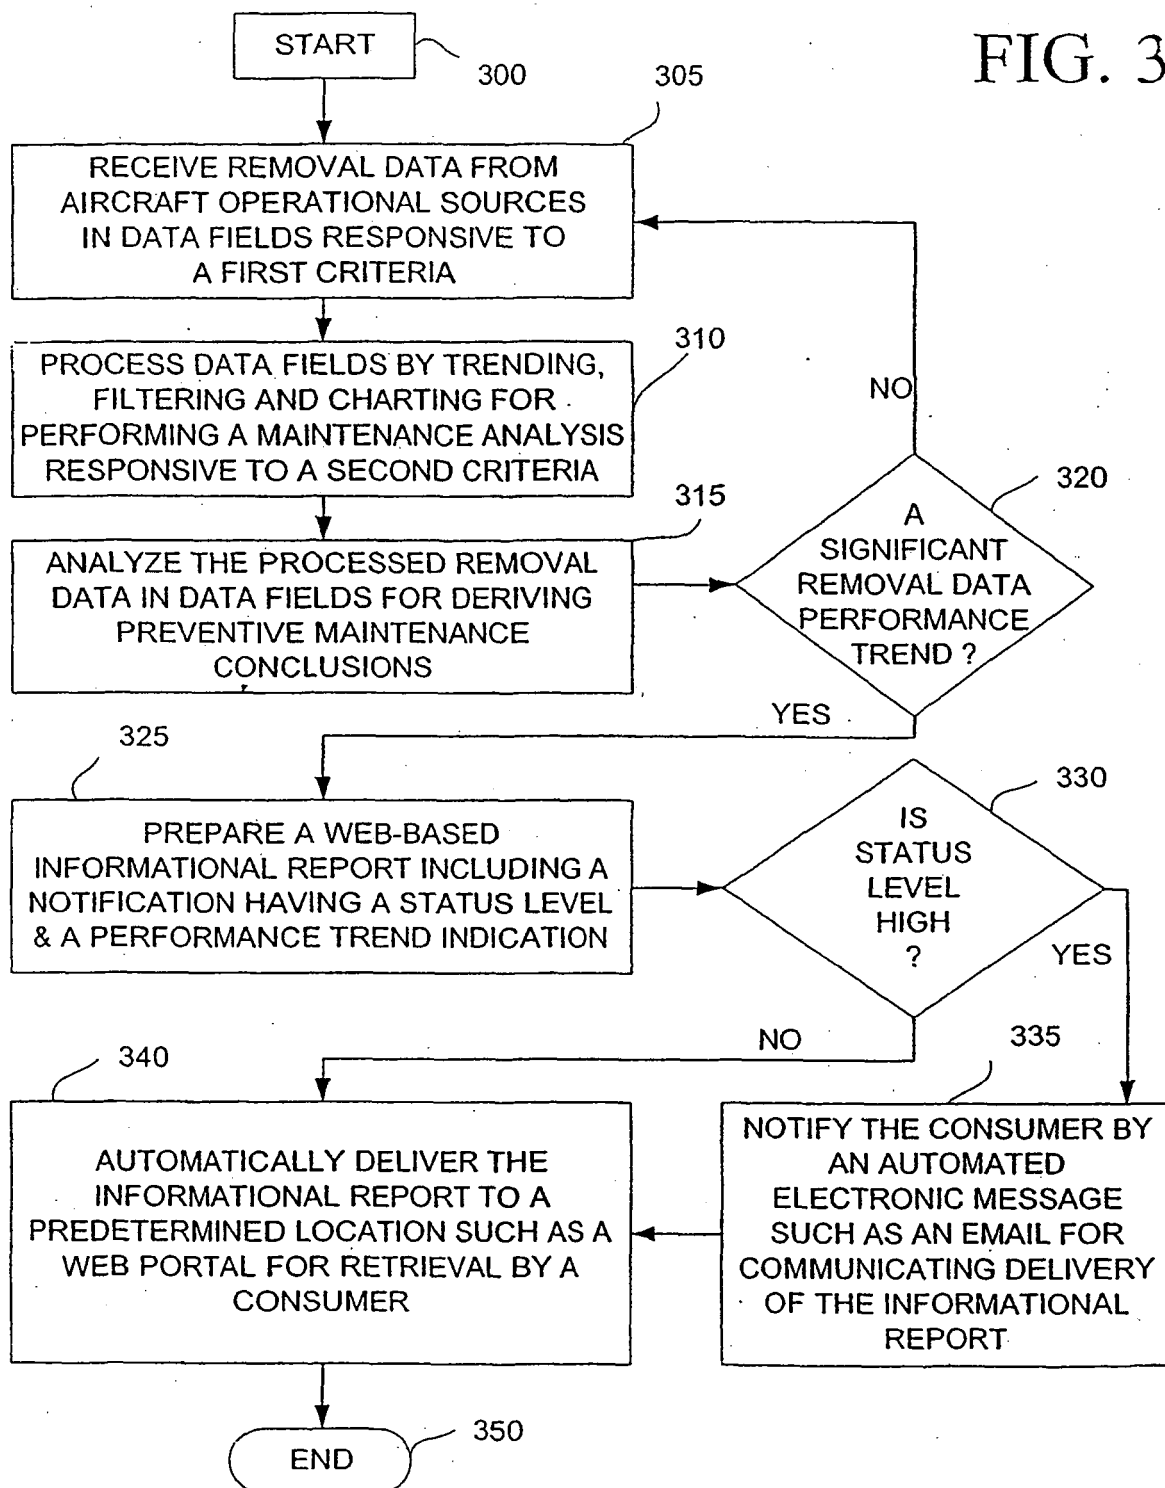 START
300
FIG. 3
305
RECEIVE REMOVAL DATA FROM
AIRCRAFT OPERATIONAL SOURCES
IN DATA FIELDS RESPONSIVE TO
A FIRST CRITERIA
310
PROCESS DATA FIELDS BY TRENDING,
FILTERING AND CHARTING FOR
PERFORMING A MAINTENANCE ANALYSIS
RESPONSIVE TO A SECOND CRITERIA
NO
315
ANALYZE THE PROCESSED REMOVAL
DATA IN DATA FIELDS FOR DERIVING
PREVENTIVE MAINTENANCE
CONCLUSIONS
320
A
SIGNIFICANT
REMOVAL DATA
PERFORMANCE
TREND ?
YES
325
PREPARE A WEB-BASED
INFORMATIONAL REPORT INCLUDING A
NOTIFICATION HAVING A STATUS LEVEL
& A PERFORMANCE TREND INDICATION
330
IS
STATUS
LEVEL
HIGH
?
YES
NO
335
NOTIFY THE CONSUMER BY
AN AUTOMATED
ELECTRONIC MESSAGE
SUCH AS AN EMAIL FOR
COMMUNICATING DELIVERY
OF THE INFORMATIONAL
REPORT
340
AUTOMATICALLY DELIVER THE
INFORMATIONAL REPORT TO A
PREDETERMINED LOCATION SUCH AS A
WEB PORTAL FOR RETRIEVAL BY A
CONSUMER
350
END